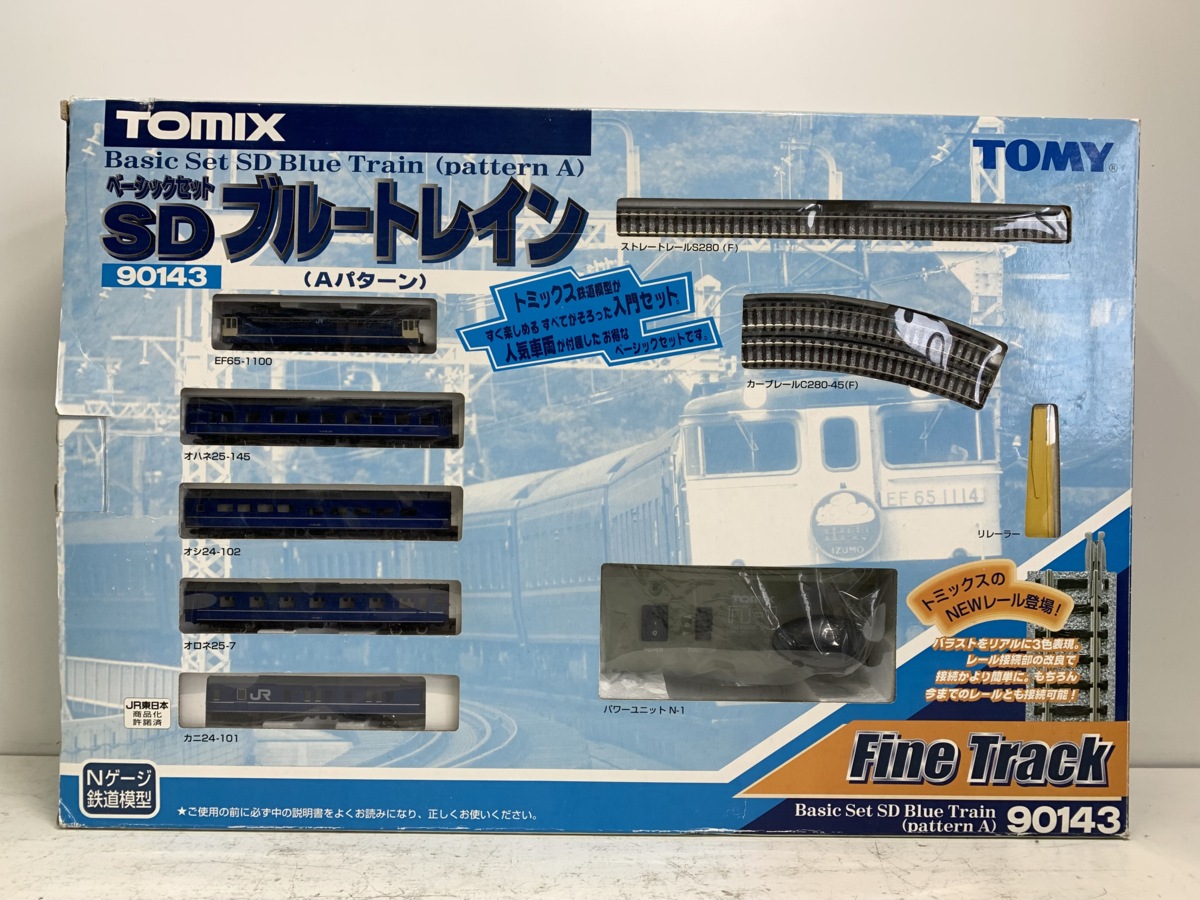 TOMIX
Basic Set SD Blue Train (pattern A)
TOMY®
ベーシックセット
SDブルートレイン
90143
(Aパターン)
ストレートレールS280 (F)
トミックス鉄道模型が
すぐ楽しめる すべてがそろった入門セット。
人気車両が付属したお得な
ベーシックセットです。
EF65-1100
カーブレールC280-45(F)
オハネ25-145
EF 65 1114
IZUMO
リレーラー
オシ24-102
トミックスの
NEWレール登場!
バラストをリアルに3色表現。
レール接続部の改良で
接続がより簡単に。もちろん
今までのレールとも接続可能!
オロネ25-7
JR
JR東日本
商品化
許諾済
カニ24-101
TOMIX
パワーユニット N-1
Fine Track
Nゲージ
鉄道模型
★ご使用の前に必ず中の説明書をよくお読みになり、正しくお使いください。
Basic Set SD Blue Train
(pattern A)
90143